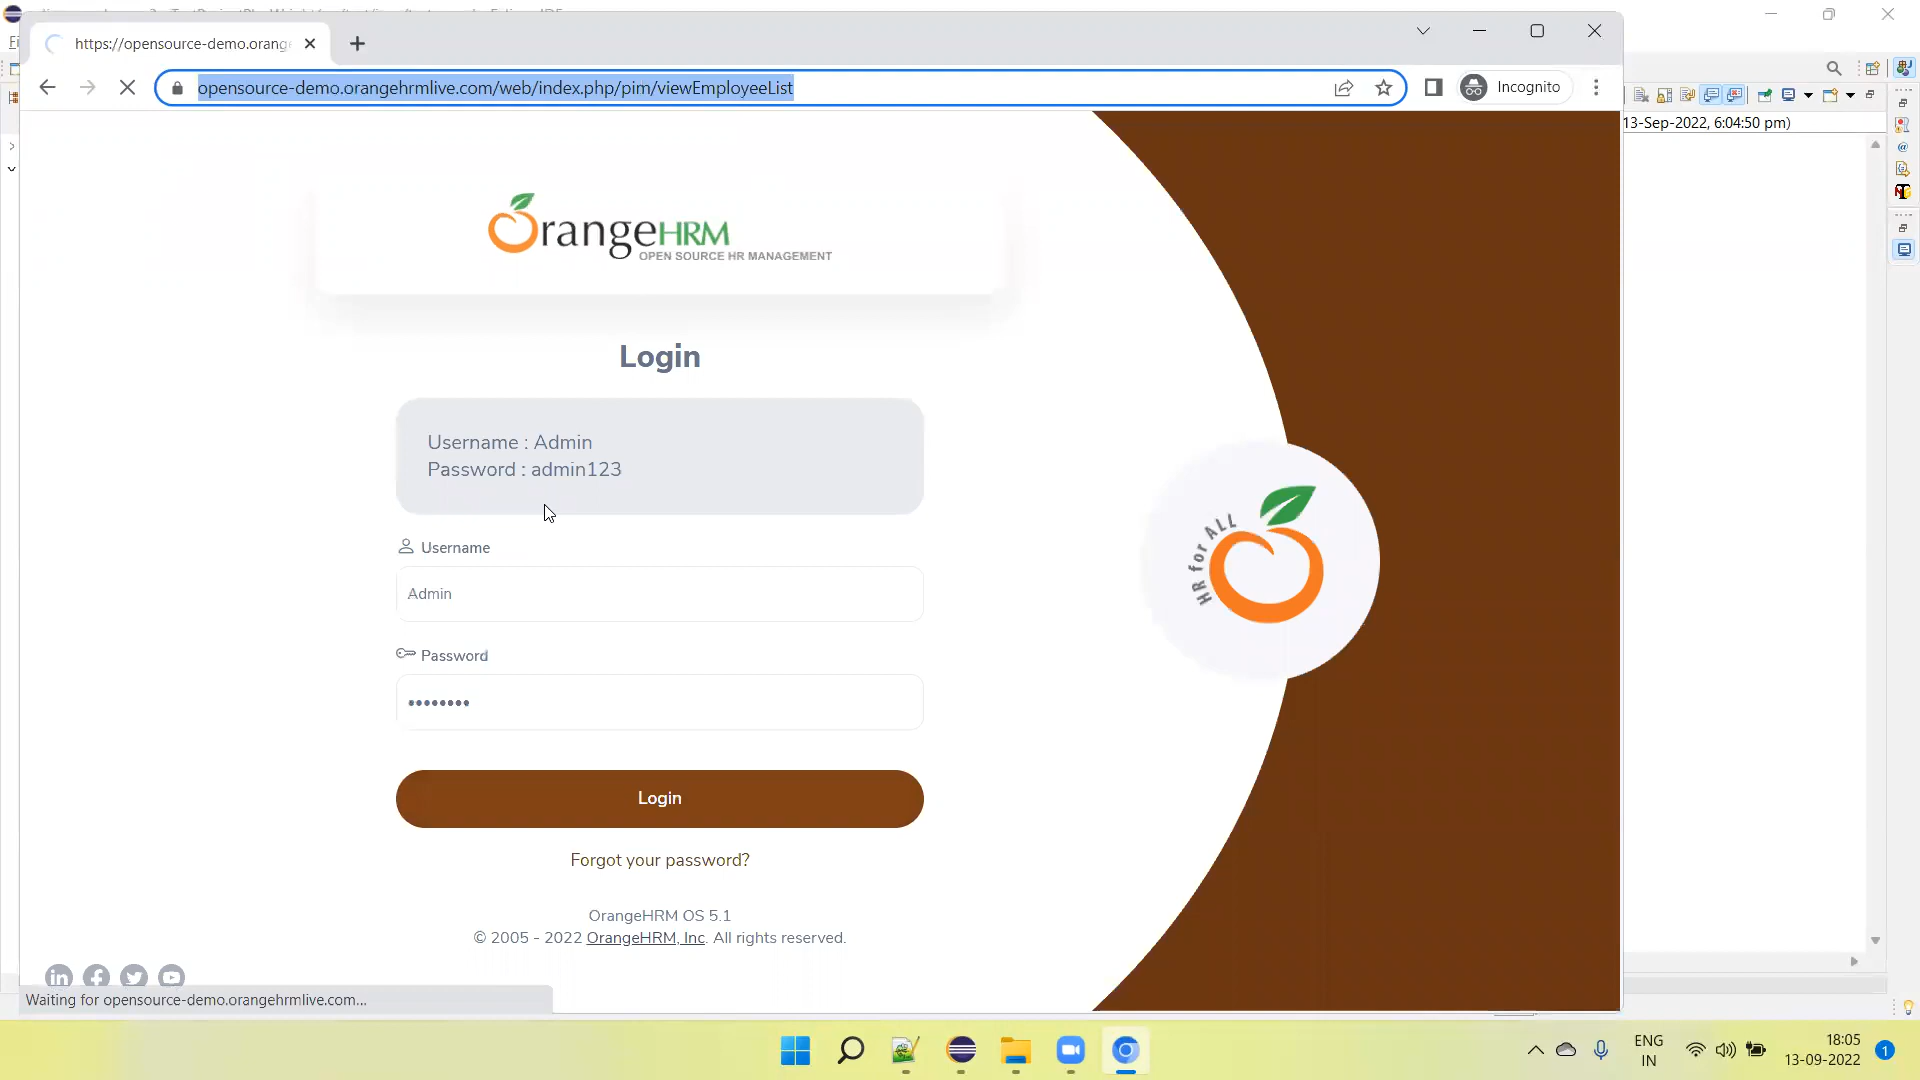 https://opensource-demo.orange
opensource-demo.orangehrmlive.com/web/index.php/pim/viewEmployeeList
Incognito
13-Sep-2022, 6:04:50 pm)
OrangeHRM
OPEN SOURCE HR MANAGEMENT
Login
Username : Admin
Password : admin123
HR for ALL
Username
Admin
Password
Login
Forgot your password?
OrangeHRM OS 5.1
© 2005 - 2022 OrangeHRM, Inc. All rights reserved.
Waiting for opensource-demo.orangehrmlive.com...
ENG
IN
18:05
13-09-2022
1